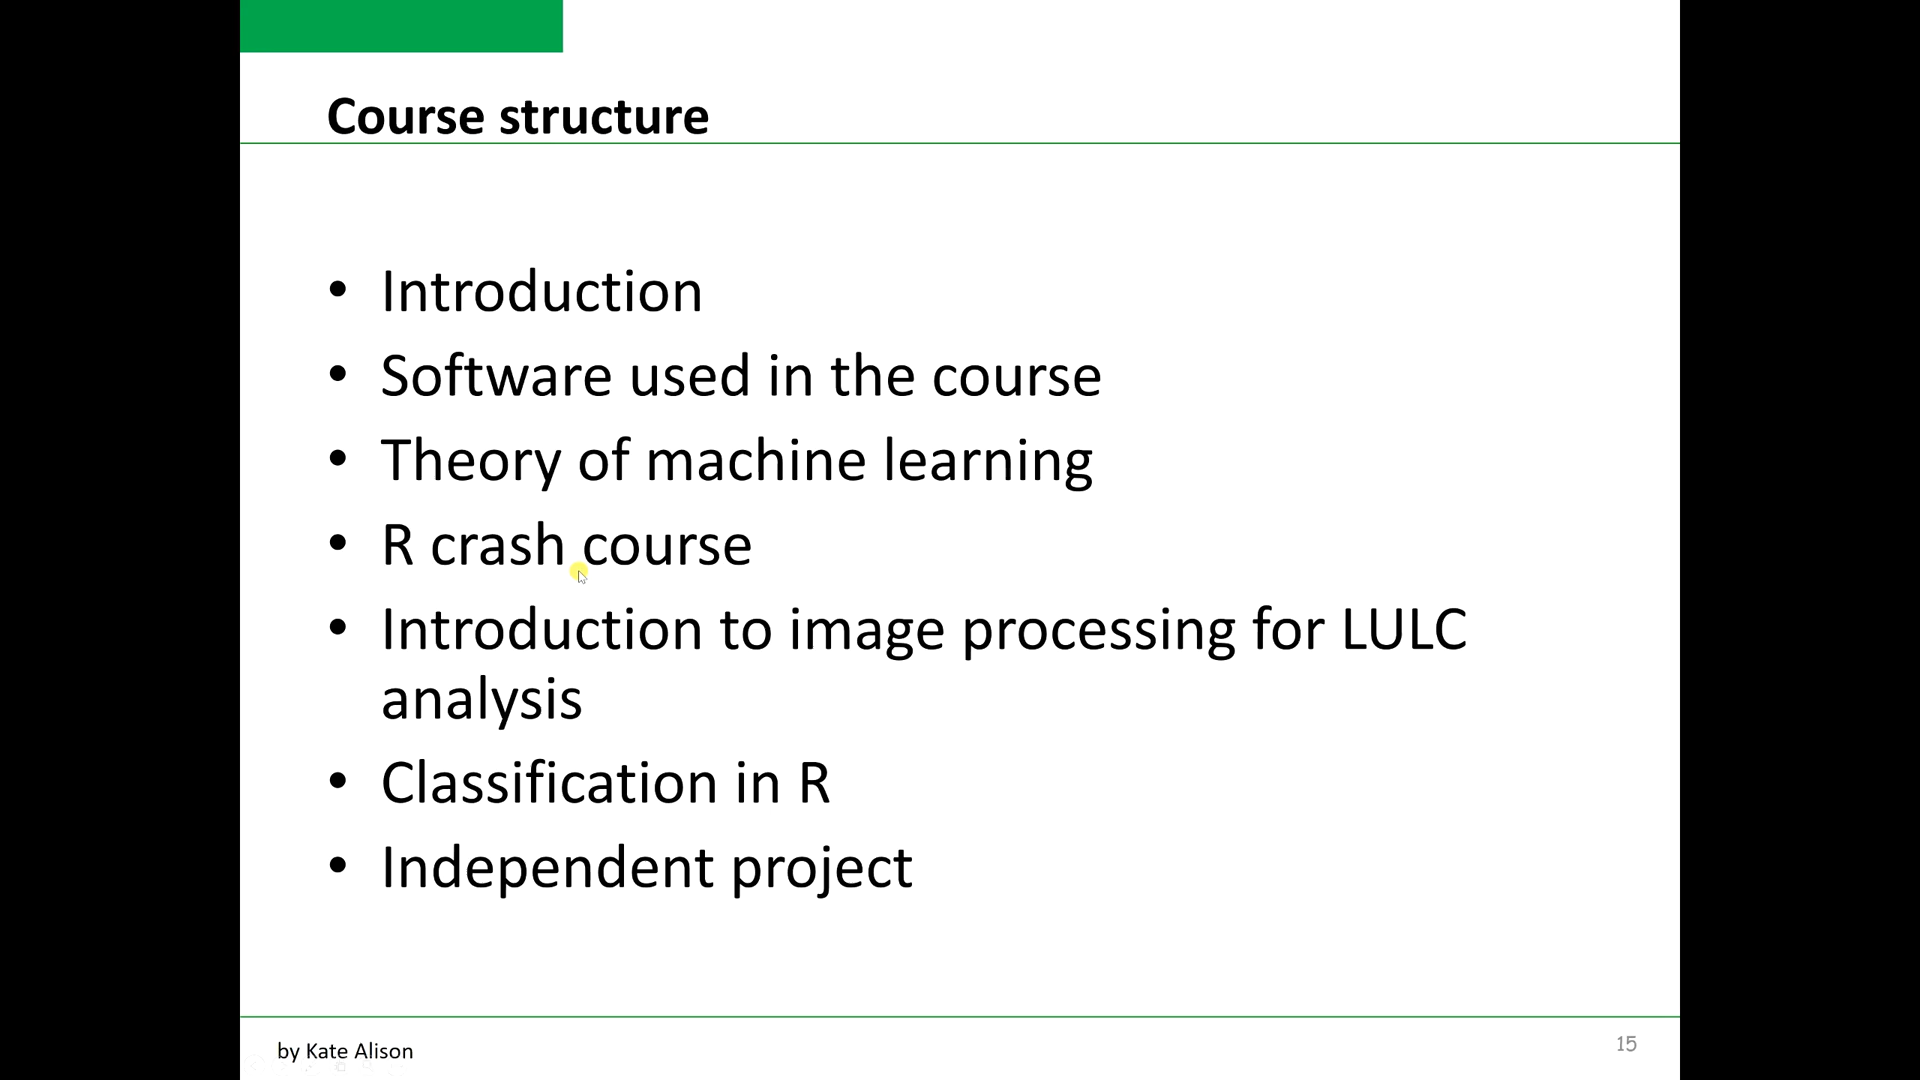 Course structure
• Introduction
• Software used in the course
• Theory of machine learning
• R crash course
• Introduction to image processing for LULC
analysis
• Classification in R
• Independent project
by Kate Alison
15